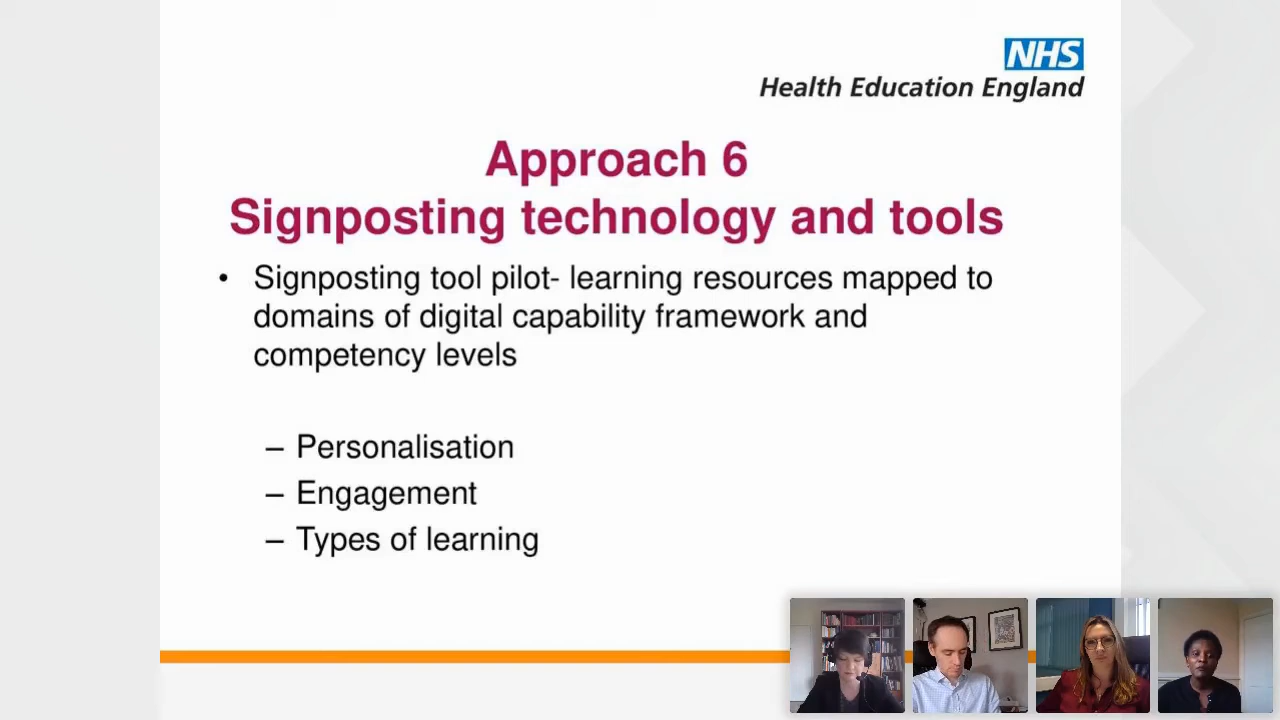 NHS
Health Education England
Approach 6
Signposting technology and tools
• Signposting tool pilot- learning resources mapped to
domains of digital capability framework and
competency levels
– Personalisation
– Engagement
– Types of learning